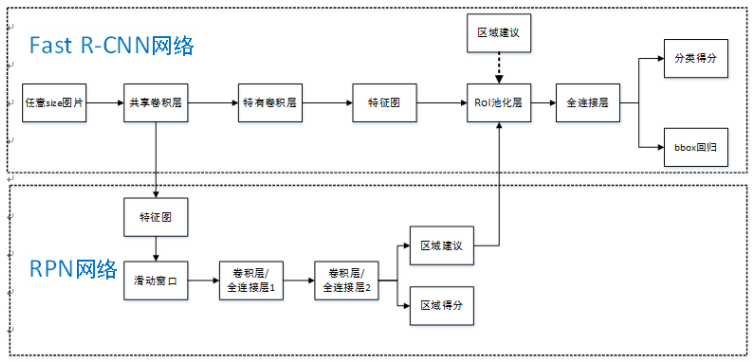 Fast R-CNN网络
区域建议
任意size图片
共享卷积层
特有卷积层
特征图
RoI池化层
全连接层
分类得分
bbox回归
特征图
RPN网络
滑动窗口
卷积层/
全连接层1
卷积层/
全连接层2
区域建议
区域得分